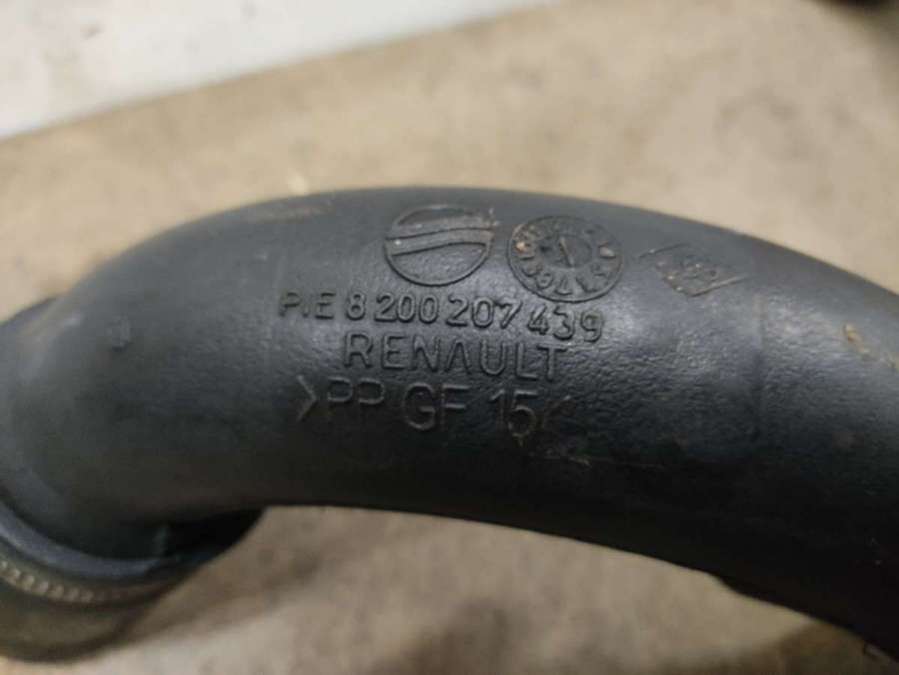 P.E 8 200 207 439
RENAULT
>PP GF 15<